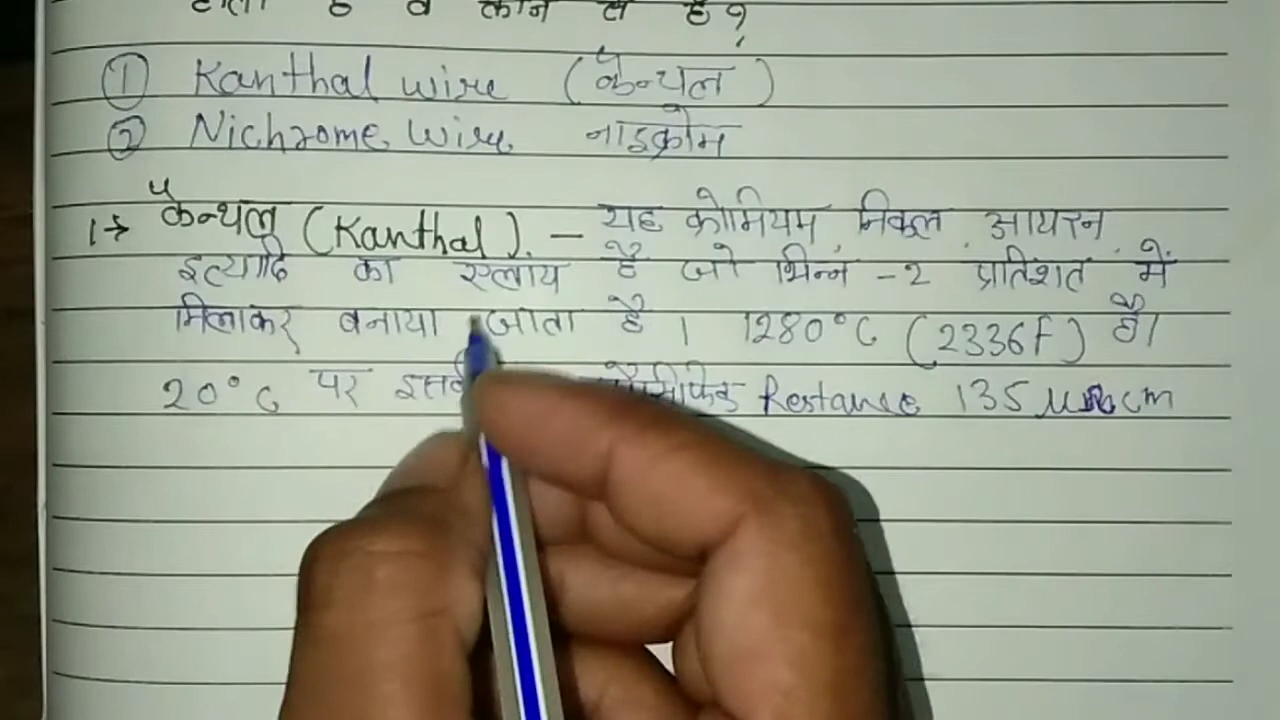 होता है वे कौन से है?
① Kanthal wire (कैन्थल)
② Nichrome wire नाइक्रोम
1→ कैन्थल (Kanthal). — यह क्रोमियम, निकल, आयरन,
इत्यादि का एलाय है जो भिन्न -2 प्रतिशत में
मिलाकर बनाया जाता है । 1280°C (2336F) है।
20°C पर Restance 135 μΩcm